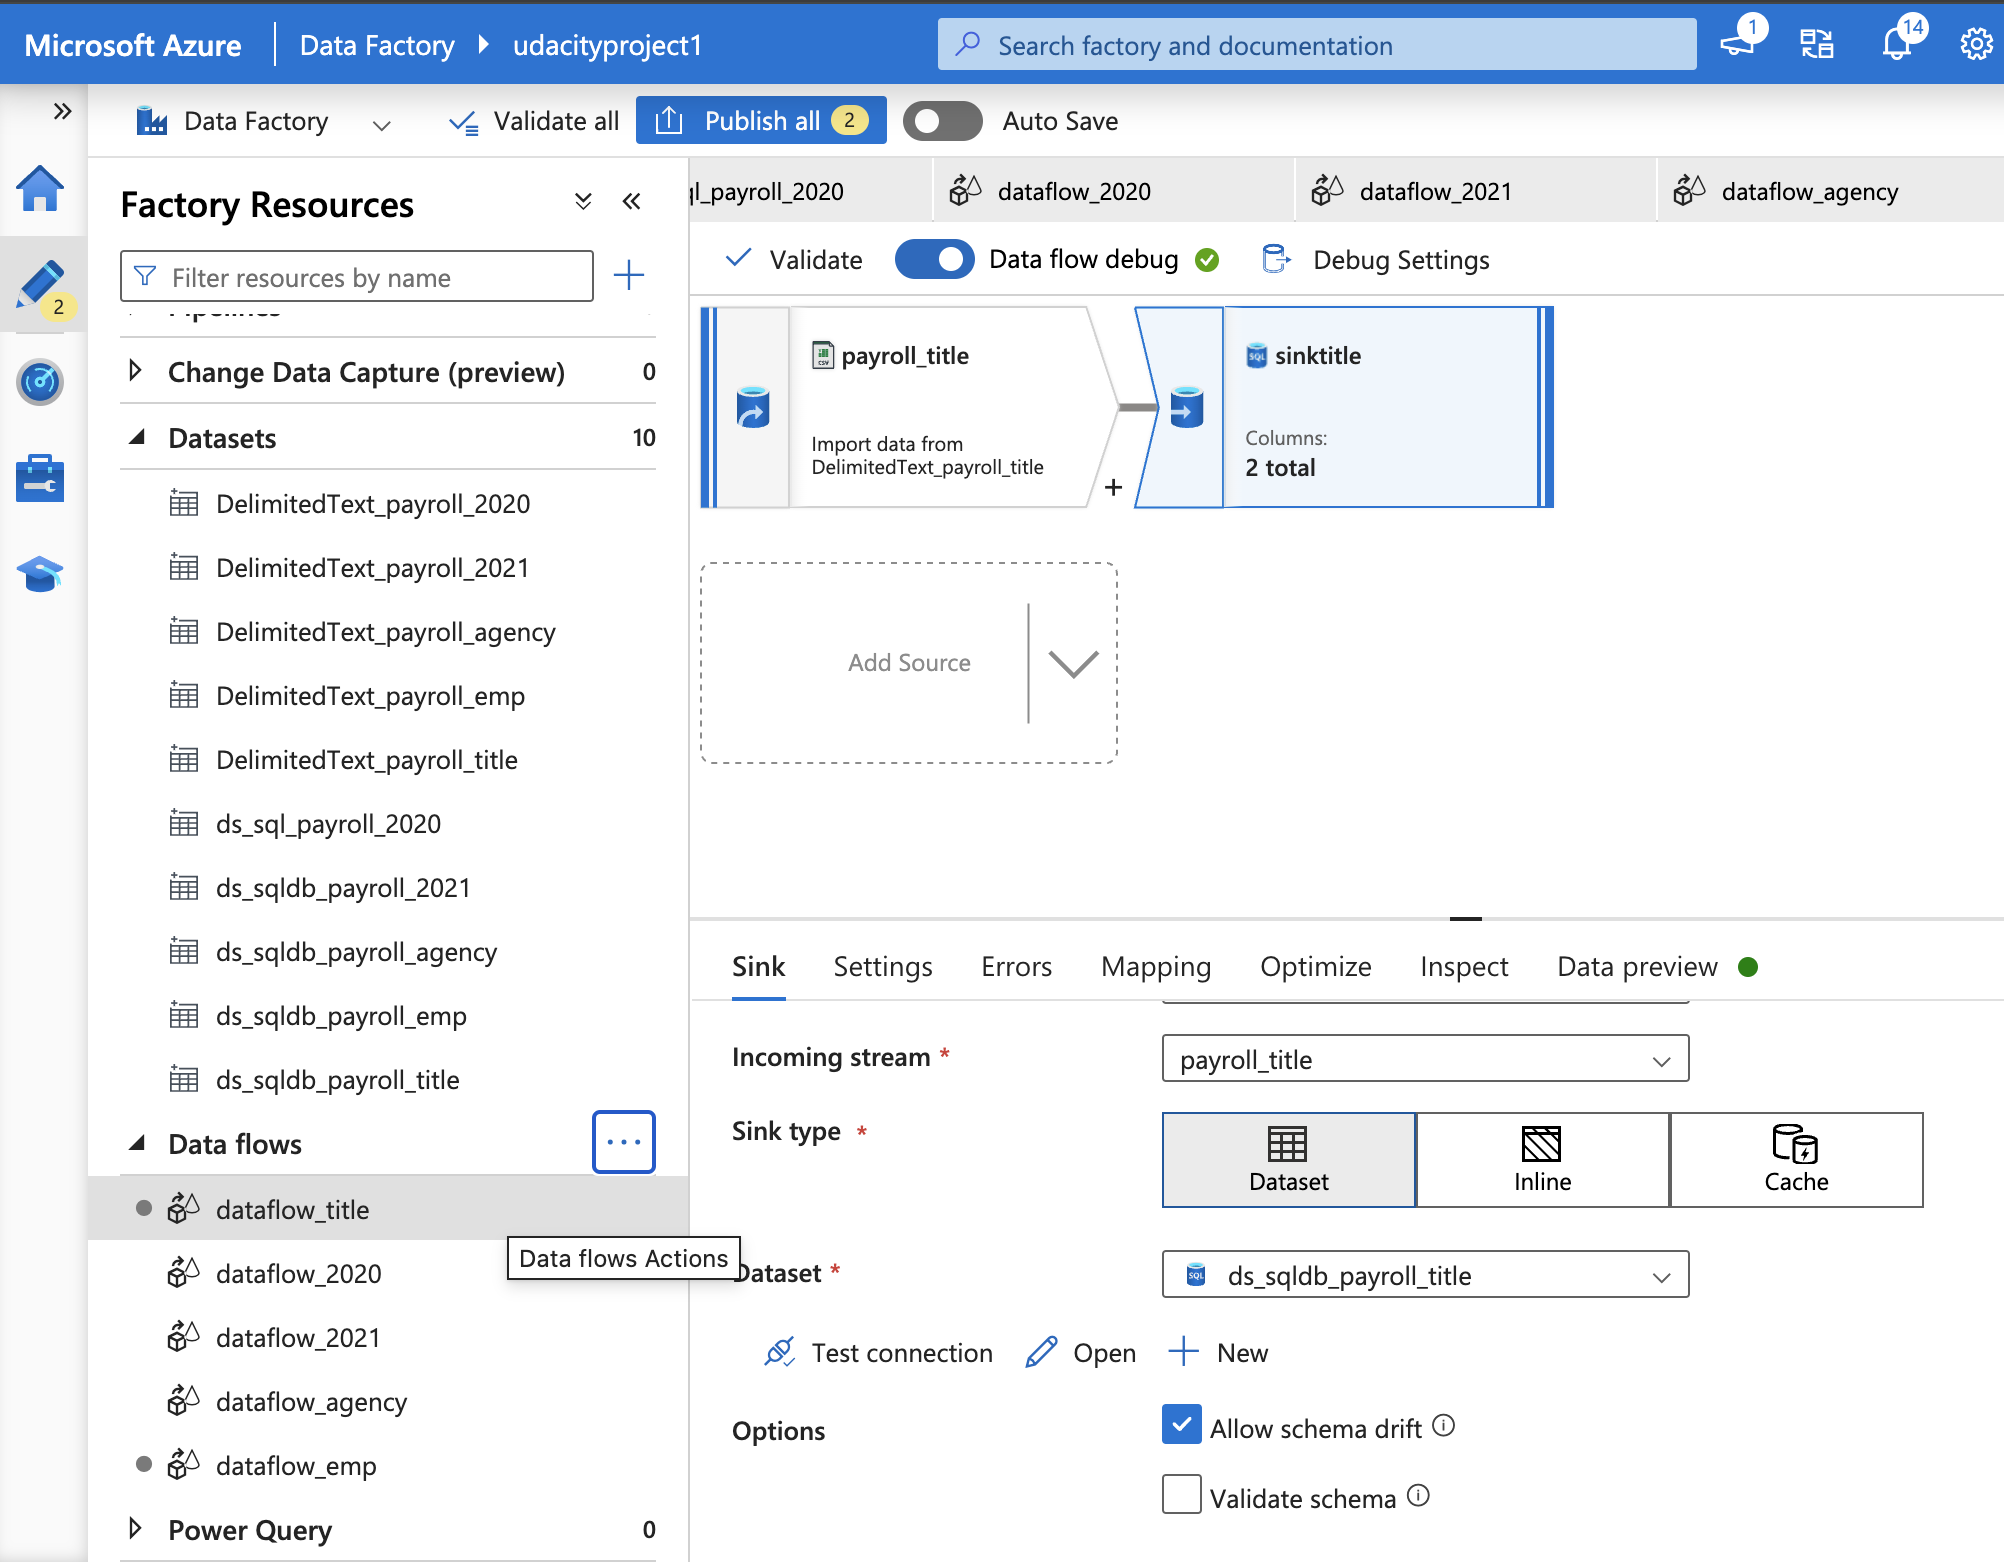 Microsoft Azure
Data Factory
udacityproject1
Search factory and documentation
1
14
Data Factory
Validate all
Publish all
2
Auto Save
2
Factory Resources
Filter resources by name
Pipelines
Change Data Capture (preview)
0
Datasets
10
DelimitedText_payroll_2020
DelimitedText_payroll_2021
DelimitedText_payroll_agency
DelimitedText_payroll_emp
DelimitedText_payroll_title
ds_sql_payroll_2020
ds_sqldb_payroll_2021
ds_sqldb_payroll_agency
ds_sqldb_payroll_emp
ds_sqldb_payroll_title
Data flows
...
dataflow_title
Data flows Actions
dataflow_2020
dataflow_2021
dataflow_agency
dataflow_emp
Power Query
0
ql_payroll_2020
dataflow_2020
dataflow_2021
dataflow_agency
Validate
Data flow debug
Debug Settings
CSV
payroll_title
Import data from
DelimitedText_payroll_title
+
SQL
sinktitle
Columns:
2 total
Add Source
Sink
Settings
Errors
Mapping
Optimize
Inspect
Data preview
Incoming stream *
payroll_title
Sink type *
Dataset
Inline
Cache
Dataset *
SQL
ds_sqldb_payroll_title
Test connection
Open
New
Options
Allow schema drift
Validate schema